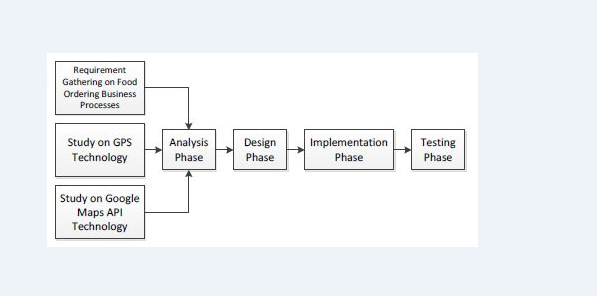 Requirement
Gathering on Food
Ordering Business
Processes
Study on GPS
Technology
Study on Google
Maps API
Technology
Analysis
Phase
Design
Phase
Implementation
Phase
Testing
Phase